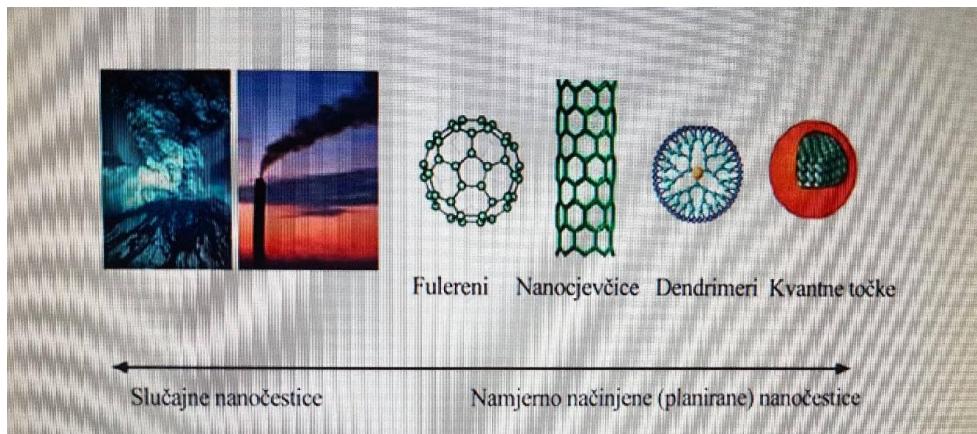 Fulereni Nanocjevčice Dendrimeri Kvantne točke
Slučajne nanočestice Namjerno načinjene (planirane) nanočestice